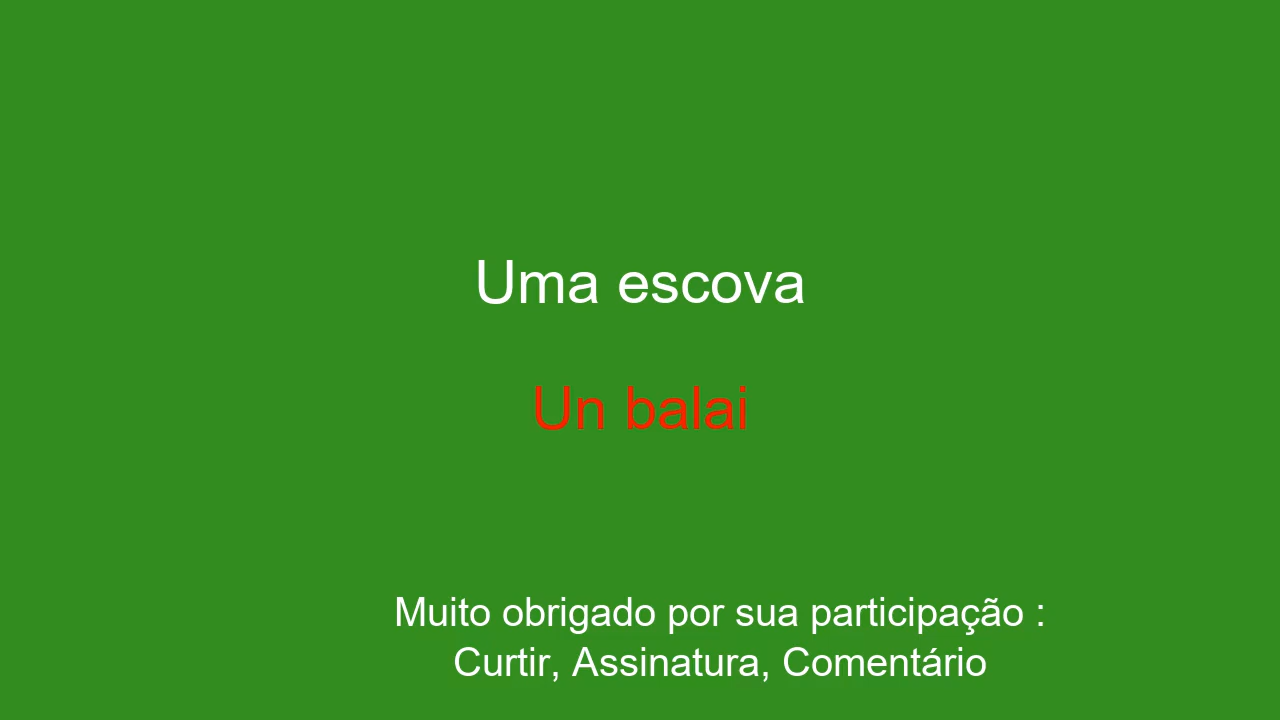 Uma escova
Un balai
Muito obrigado por sua participação :
Curtir, Assinatura, Comentário